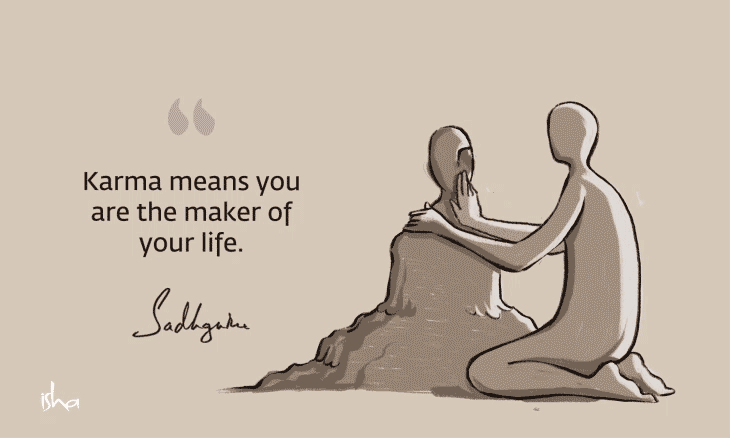 “
Karma means you
are the maker of
your life.
Sadhguru
isha